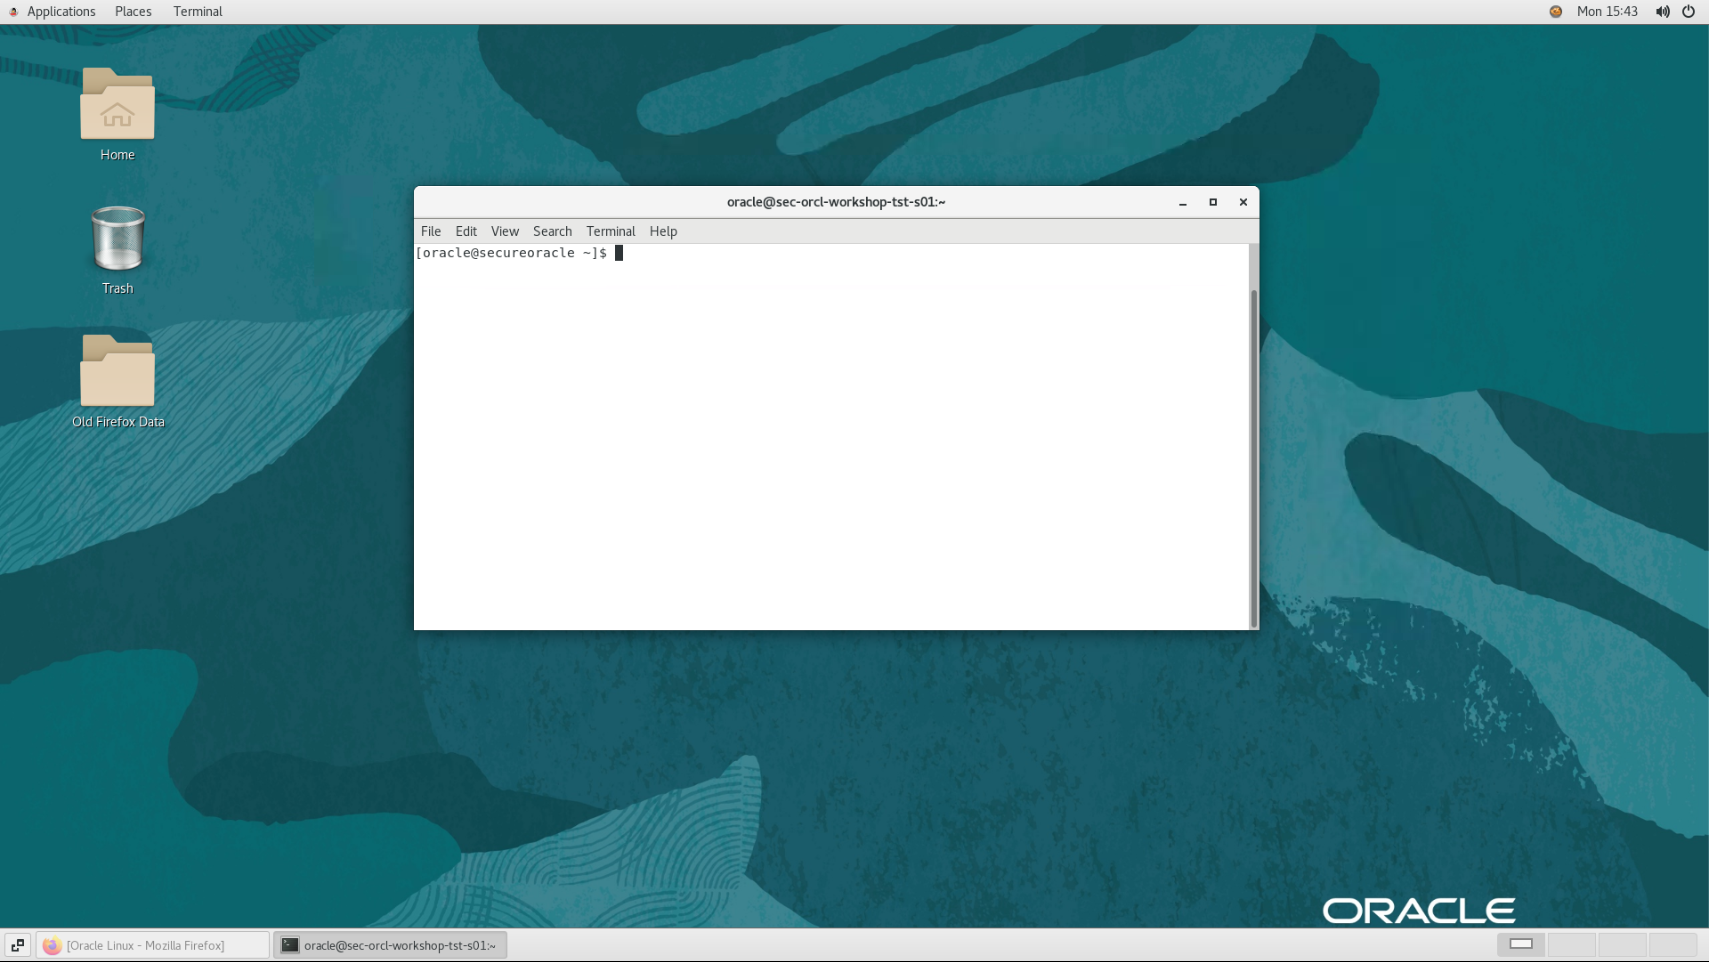 Applications Places Terminal Mon 15:43
Home
Trash
Old Firefox Data
oracle@sec-orcl-workshop-tst-s01:~
File Edit View Search Terminal Help
[oracle@secureoracle ~]$
ORACLE
[Oracle Linux - Mozilla Firefox] oracle@sec-orcl-workshop-tst-s01:~